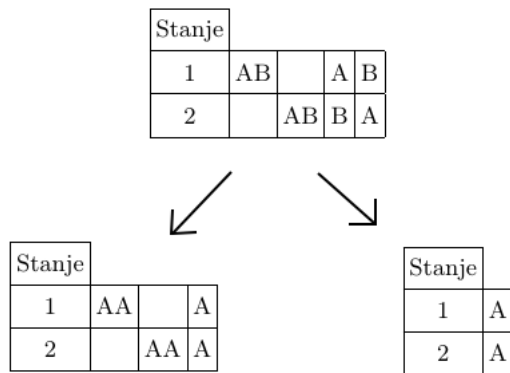 Stanje
1 AB A B
2 AB B A
Stanje
1 AA A
2 AA A
Stanje
1 A
2 A